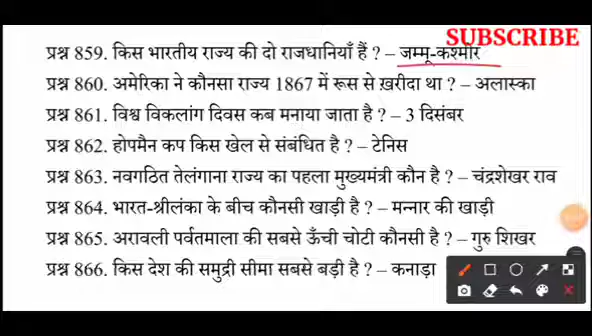 SUBSCRIBE
प्रश्न 859. किस भारतीय राज्य की दो राजधानियाँ हैं ? – जम्मू-कश्मीर
प्रश्न 860. अमेरिका ने कौनसा राज्य 1867 में रूस से ख़रीदा था ? – अलास्का
प्रश्न 861. विश्व विकलांग दिवस कब मनाया जाता है ? – 3 दिसंबर
प्रश्न 862. होपमैन कप किस खेल से संबंधित है ? – टेनिस
प्रश्न 863. नवगठित तेलंगाना राज्य का पहला मुख्यमंत्री कौन है ? – चंद्रशेखर राव
प्रश्न 864. भारत-श्रीलंका के बीच कौनसी खाड़ी है ? – मन्नार की खाड़ी
प्रश्न 865. अरावली पर्वतमाला की सबसे ऊँची चोटी कौनसी है ? – गुरु शिखर
प्रश्न 866. किस देश की समुद्री सीमा सबसे बड़ी है ? – कनाड़ा